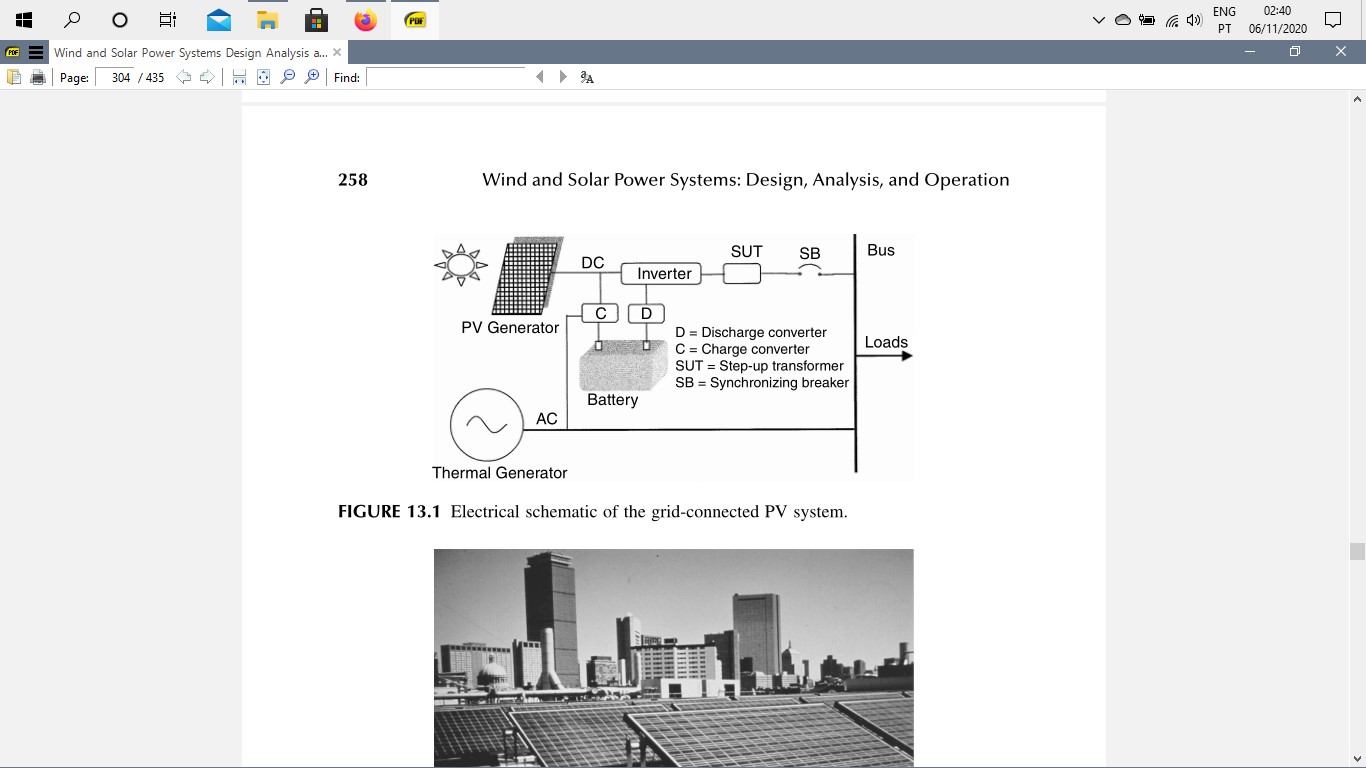 02:40
ENG
PT
06/11/2020
PDF
PDF
Wind and Solar Power Systems Design Analysis a...
Page: 304 / 435
Find:
ªA
258
Wind and Solar Power Systems: Design, Analysis, and Operation
SUT
SB
Bus
DC
Inverter
C
D
PV Generator
D = Discharge converter
C = Charge converter
SUT = Step-up transformer
SB = Synchronizing breaker
Loads
Battery
AC
Thermal Generator
FIGURE 13.1 Electrical schematic of the grid-connected PV system.